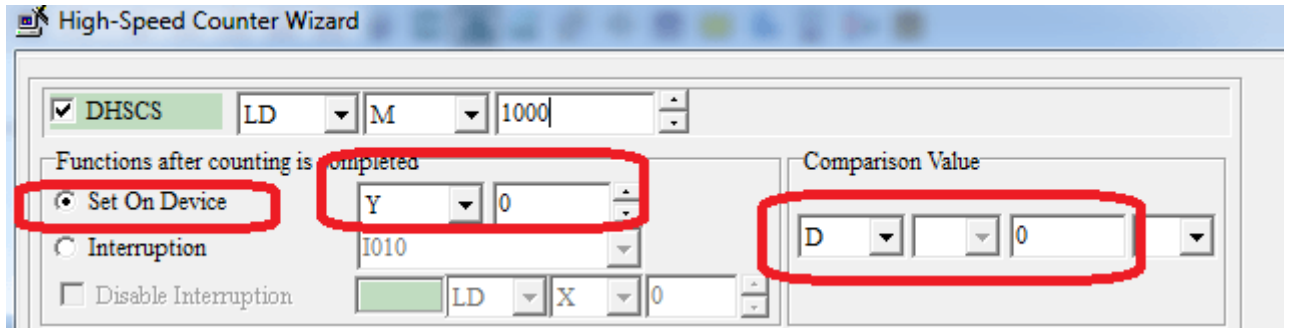 High-Speed Counter Wizard
DHSCS LD M 1000
Functions after counting is completed
Comparison Value
Set On Device Y 0
D 0
Interruption I010
Disable Interruption LD X 0